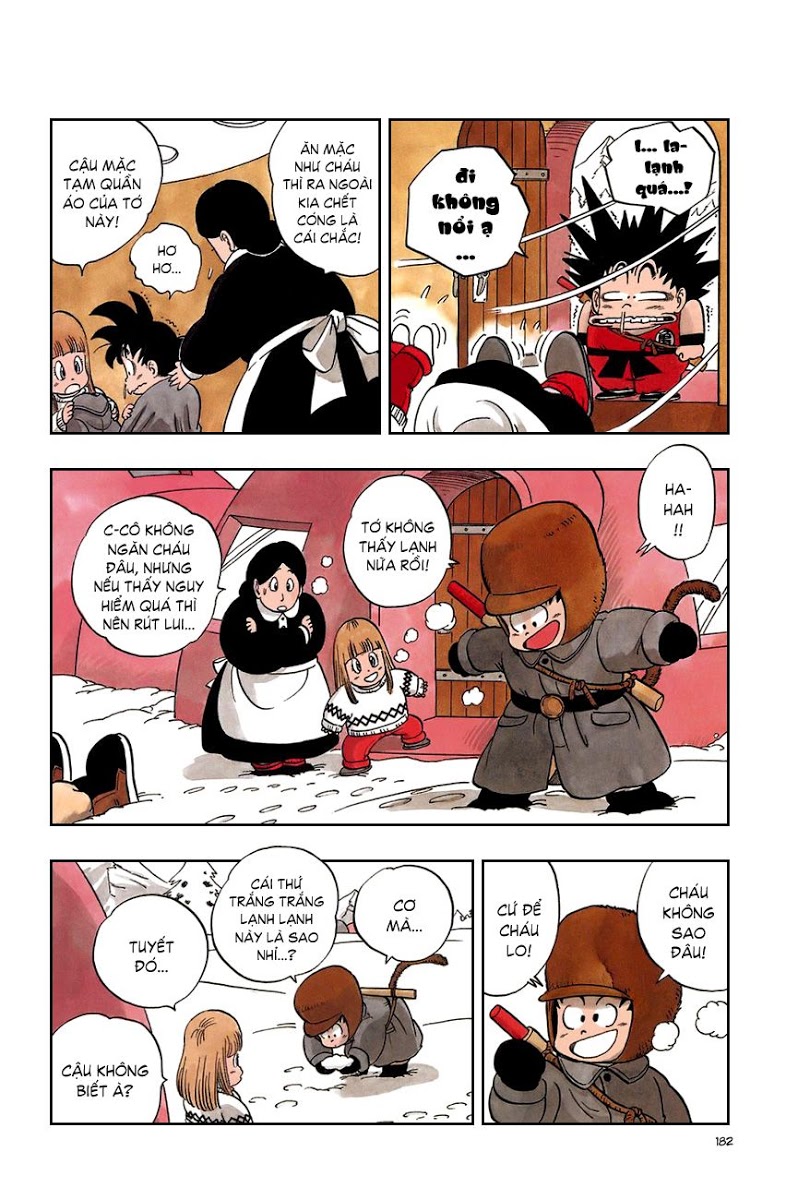 L... LA-
LẠNH
QUÁ...!
đi
không
nổi ạ
...
ĂN MẶC
NHƯ CHÁU
THÌ RA NGOÀI
KIA CHẾT
CÓNG LÀ
CÁI CHẮC!
HƠ
HƠ...
CẬU MẶC
TẠM QUẦN
ÁO CỦA TỚ
NÀY!
HA-
HAH
!!
TỚ KHÔNG
THẤY LẠNH
NỮA RỒI!
C-CÔ KHÔNG
NGĂN CHÁU
ĐÂU, NHƯNG
NẾU THẤY NGUY
HIỂM QUÁ THÌ
NÊN RÚT LUI...
CHÁU
KHÔNG
SAO
ĐÂU!
CỨ ĐỂ
CHÁU
LO!
CƠ
MÀ...
CÁI THỨ
TRẮNG TRẮNG
LẠNH LẠNH
NÀY LÀ SAO
NHỈ...?
TUYẾT
ĐÓ...
CẬU KHÔNG
BIẾT À?
182